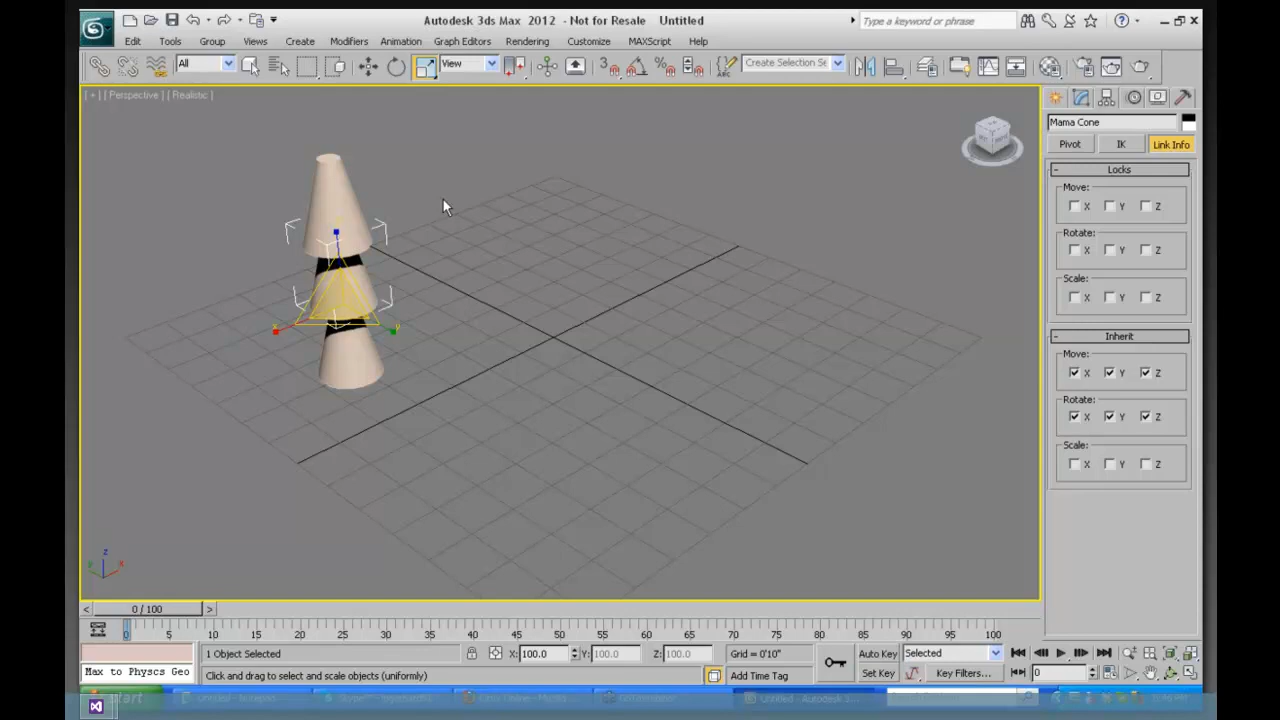 Autodesk 3ds Max 2012 - Not for Resale Untitled
Type a keyword or phrase
Edit Tools Group Views Create Modifiers Animation Graph Editors Rendering Customize MAXScript Help
All View Create Selection Se
[ + ] [ Perspective ] [ Realistic ]
Mama Cone
Pivot IK Link Info
- Locks
Move:
X Y Z
Rotate:
X Y Z
Scale:
X Y Z
- Inherit
Move:
X Y Z
Rotate:
X Y Z
Scale:
X Y Z
z
x
< 0 / 100 >
0 5 10 15 20 25 30 35 40 45 50 55 60 65 70 75 80 85 90 95 100
1 Object Selected X: 100.0 Y: 100.0 Z: 100.0 Grid = 0'10" Auto Key Selected
Max to Physcs Geo Click and drag to select and scale objects (uniformly) Add Time Tag Set Key Key Filters... 0